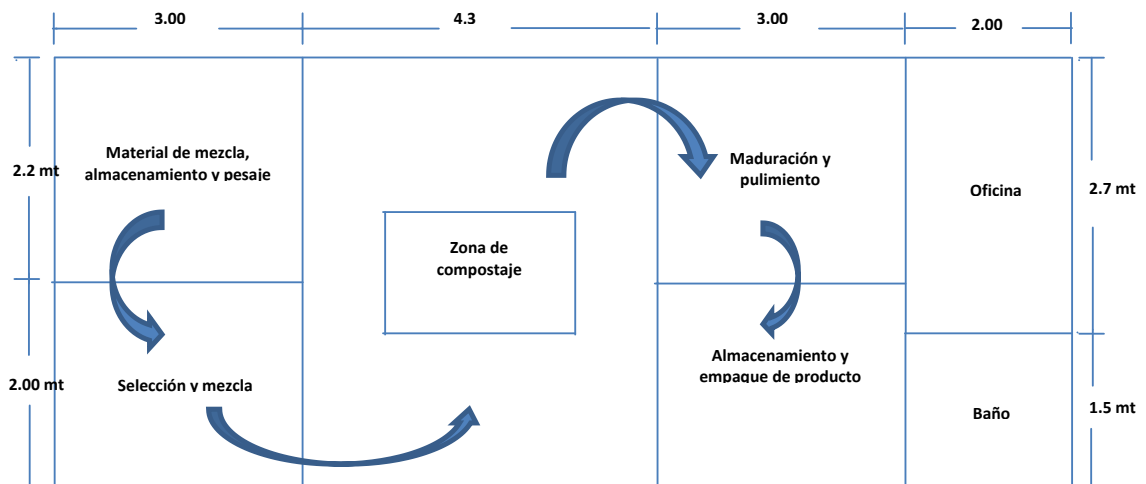 3.00
4.3
3.00
2.00
2.2 mt
Material de mezcla,
almacenamiento y pesaje
Maduración y
pulimiento
Oficina
2.7 mt
Zona de
compostaje
2.00 mt
Selección y mezcla
Almacenamiento y
empaque de producto
Baño
1.5 mt